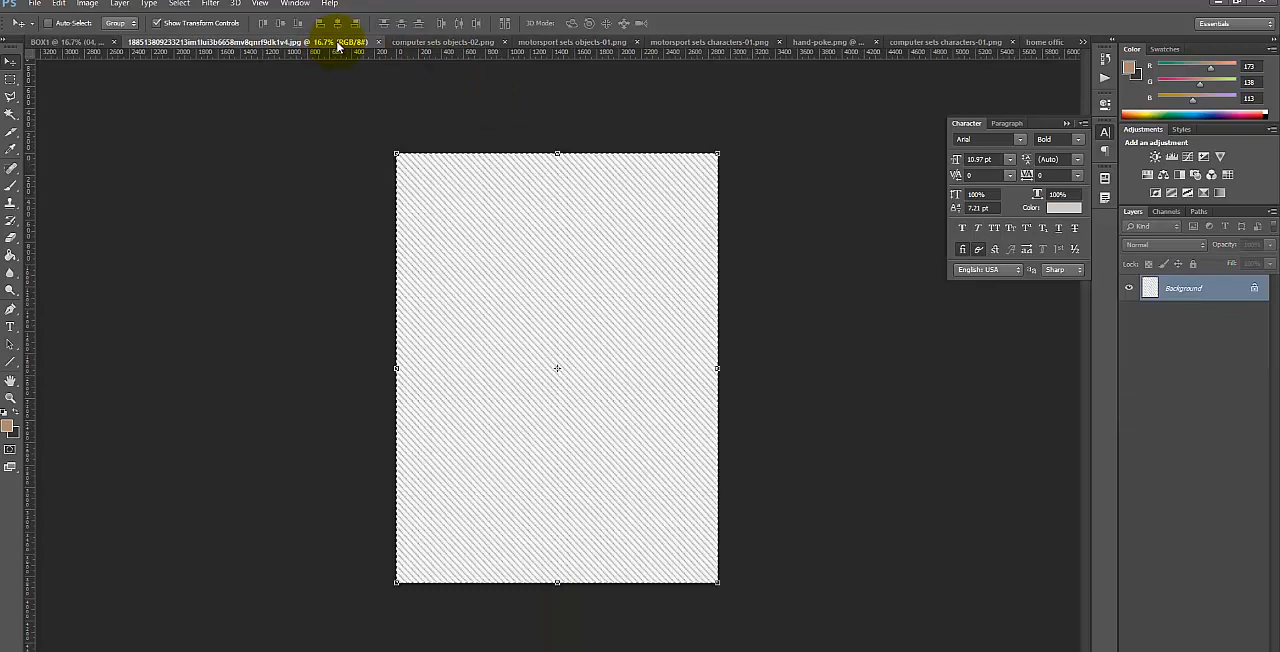 Ps File Edit Image Layer Type Select Filter 3D View Window Help
Auto-Select: Group Show Transform Controls 3D Mode: Essentials
BOX1 @ 16.7% (04, ... × 188513809233213im1lui3b6658mv8qnrf9dk1v4.jpg @ 16.7% (RGB/8#) × computer sets objects-02.png × motorsport sets objects-01.png × motorsport sets characters-01.png × hand-poke.png @ ... × computer sets characters-01.png × home offic
Color Swatches
R 173
G 138
B 113
Character Paragraph
Arial Bold
10.97 pt (Auto)
0 0
100% 100%
7.21 pt Color:
English: USA Sharp
Adjustments Styles
Add an adjustment
Layers Channels Paths
Kind
Normal Opacity: 100%
Lock: Fill: 100%
Background